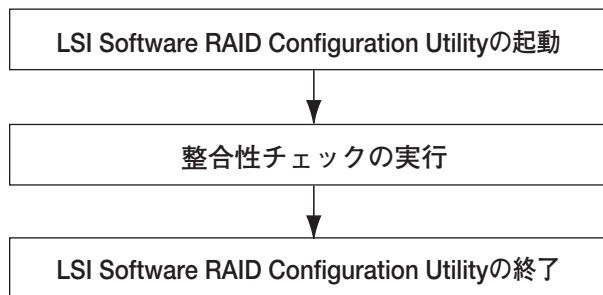 LSI Software RAID Configuration Utilityの起動
整合性チェックの実行
LSI Software RAID Configuration Utilityの終了